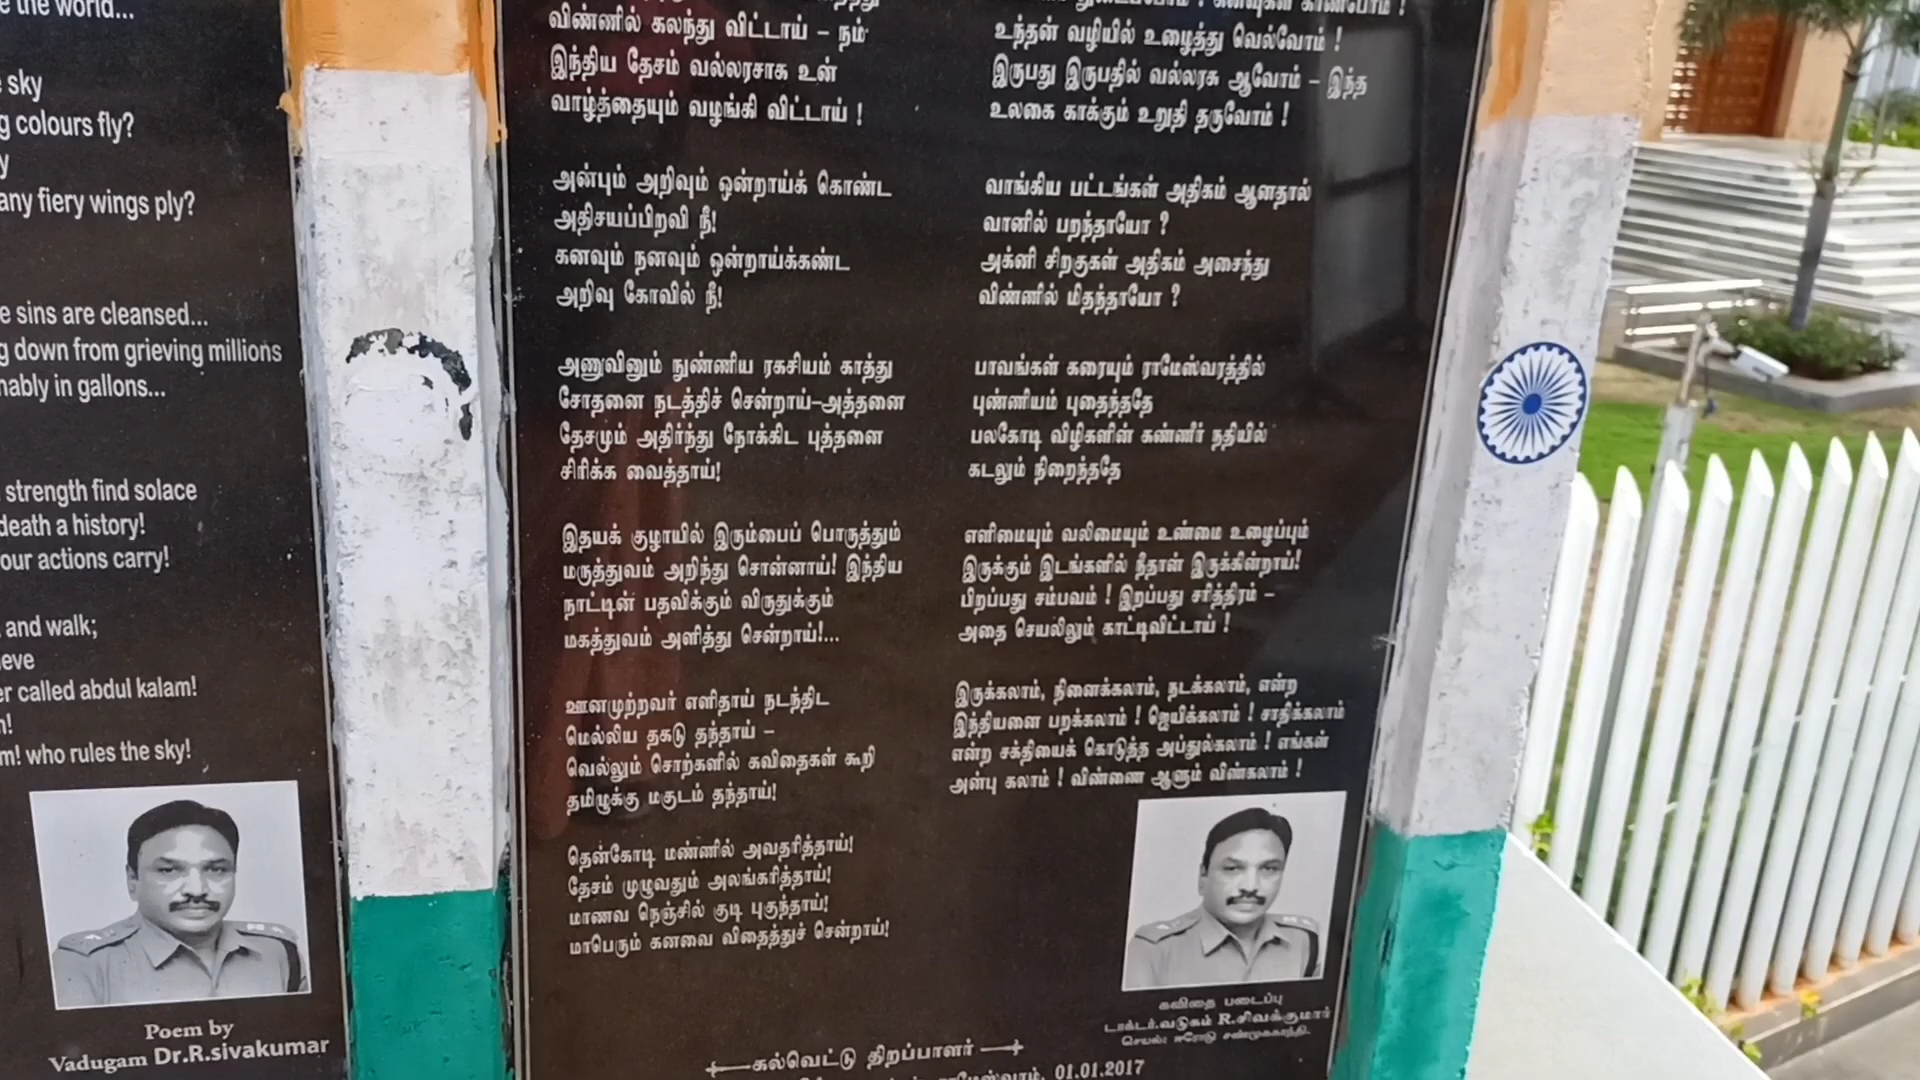 e the world...
sky
g colours fly?
y
any fiery wings ply?
e sins are cleansed...
g down from grieving millions
nably in gallons...
strength find solace
death a history!
our actions carry!
and walk;
ieve
er called abdul kalam!
m! who rules the sky!
Poem by
Vadugam Dr.R.sivakumar
விண்ணில் கலந்து விட்டாய் – நம்
இந்திய தேசம் வல்லரசாக உன்
வாழ்த்தையும் வழங்கி விட்டாய் !
அன்பும் அறிவும் ஒன்றாய்க் கொண்ட
அதிசயப்பிறவி நீ!
கனவும் நனவும் ஒன்றாய்க்கண்ட
அறிவு கோவில் நீ!
அணுவினும் நுண்ணிய ரகசியம் காத்து
சோதனை நடத்திச் சென்றாய்–அத்தனை
தேசமும் அதிர்ந்து நோக்கிட புத்தனை
சிரிக்க வைத்தாய்!
இதயக் குழாயில் இரும்பைப் பொருத்தும்
மருத்துவம் அறிந்து சொன்னாய்! இந்திய
நாட்டின் பதவிக்கும் விருதுக்கும்
மகத்துவம் அளித்து சென்றாய்!...
ஊனமுற்றவர் எளிதாய் நடந்திட
மெல்லிய தகடு தந்தாய் –
வெல்லும் சொற்களில் கவிதைகள் கூறி
தமிழுக்கு மகுடம் தந்தாய்!
தென்கோடி மண்ணில் அவதரித்தாய்!
தேசம் முழுவதும் அலங்கரித்தாய்!
மாணவ நெஞ்சில் குடி புகுந்தாய்!
மாபெரும் கனவை விதைத்துச் சென்றாய்!
கனவுகள் காண்போம் !
உந்தன் வழியில் உழைத்து வெல்வோம் !
இருபது இருபதில் வல்லரசு ஆவோம் – இந்த
உலகை காக்கும் உறுதி தருவோம் !
வாங்கிய பட்டங்கள் அதிகம் ஆனதால்
வானில் பறந்தாயோ ?
அக்னி சிறகுகள் அதிகம் அசைந்து
விண்ணில் மிதந்தாயோ ?
பாவங்கள் கரையும் ராமேஸ்வரத்தில்
புண்ணியம் புதைந்ததே
பலகோடி விழிகளின் கண்ணீர் நதியில்
கடலும் நிறைந்ததே
எளிமையும் வலிமையும் உண்மை உழைப்பும்
இருக்கும் இடங்களில் நீதான் இருக்கின்றாய்!
பிறப்பது சம்பவம் ! இறப்பது சரித்திரம் –
அதை செயலிலும் காட்டிவிட்டாய் !
இருக்கலாம், நினைக்கலாம், நடக்கலாம், என்ற
இந்தியனை பறக்கலாம் ! ஜெயிக்கலாம் ! சாதிக்கலாம்
என்ற சக்தியைக் கொடுத்த அப்துல்கலாம் ! எங்கள்
அன்பு கலாம் ! விண்ணை ஆளும் விண்கலாம் !
கவிதை படைப்பு
டாக்டர்.வடுகம் R.சிவக்குமார்
செயல்: ஈரோடு சண்முககாந்தி.
கல்வெட்டு திறப்பாளர்
01.01.2017